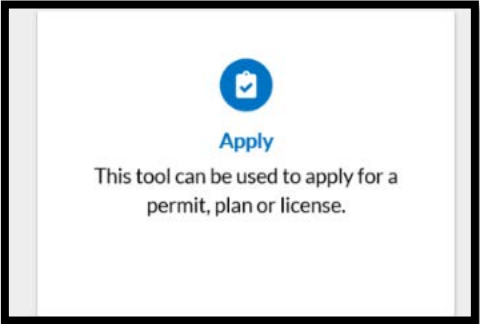 Apply
This tool can be used to apply for a
permit, plan or license.